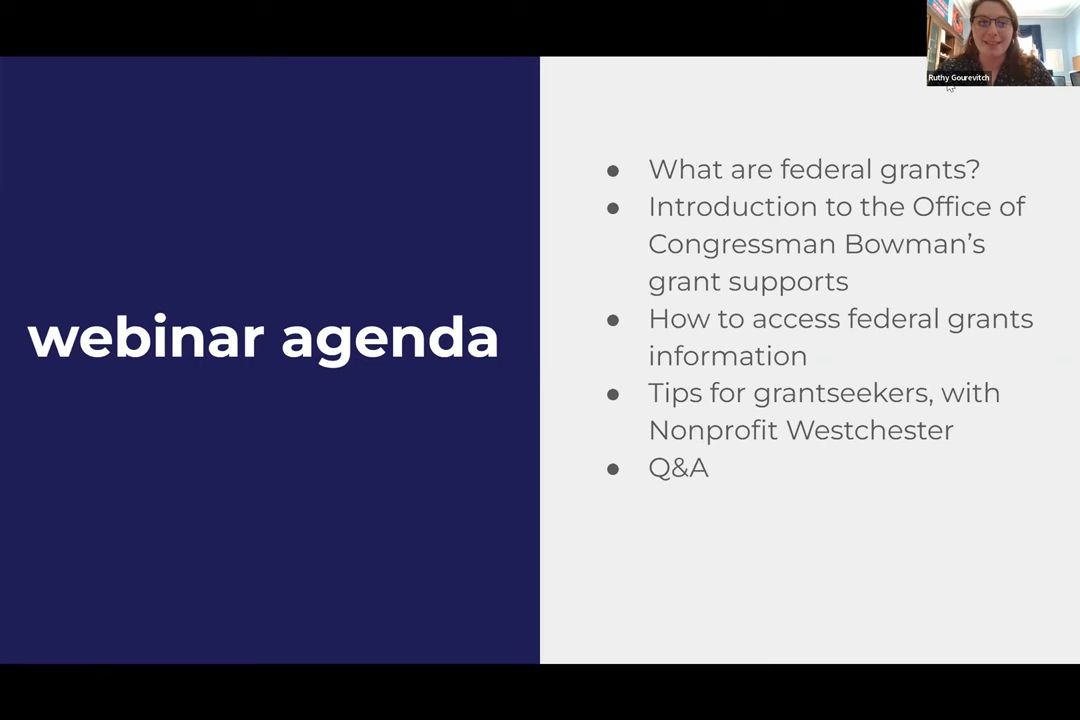 Ruthy Gourevitch
webinar agenda
● What are federal grants?
● Introduction to the Office of
Congressman Bowman’s
grant supports
● How to access federal grants
information
● Tips for grantseekers, with
Nonprofit Westchester
● Q&A